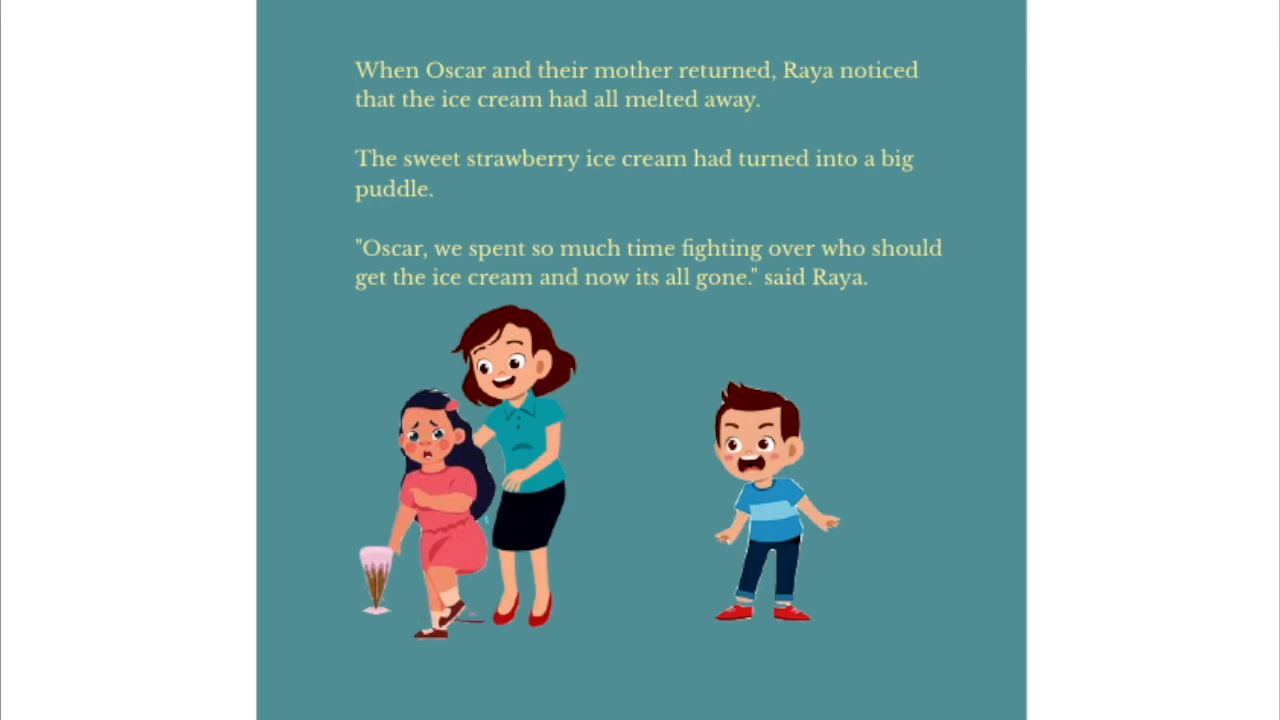 When Oscar and their mother returned, Raya noticed
that the ice cream had all melted away.
The sweet strawberry ice cream had turned into a big
puddle.
"Oscar, we spent so much time fighting over who should
get the ice cream and now its all gone." said Raya.